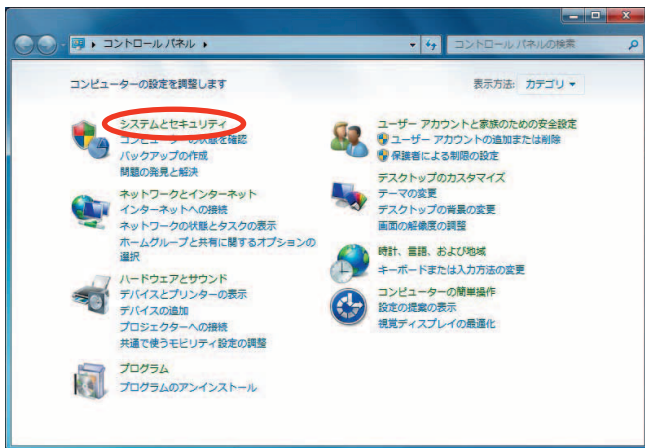 コントロール パネル
コントロール パネルの検索
コンピューターの設定を調整します
表示方法: カテゴリ
システムとセキュリティ
コンピューターの状態を確認
バックアップの作成
問題の発見と解決
ネットワークとインターネット
インターネットへの接続
ネットワークの状態とタスクの表示
ホームグループと共有に関するオプションの
選択
ハードウェアとサウンド
デバイスとプリンターの表示
デバイスの追加
プロジェクターへの接続
共通で使うモビリティ設定の調整
プログラム
プログラムのアンインストール
ユーザー アカウントと家族のための安全設定
ユーザー アカウントの追加または削除
保護者による制限の設定
デスクトップのカスタマイズ
テーマの変更
デスクトップの背景の変更
画面の解像度の調整
時計、言語、および地域
キーボードまたは入力方法の変更
コンピューターの簡単操作
設定の提案の表示
視覚ディスプレイの最適化